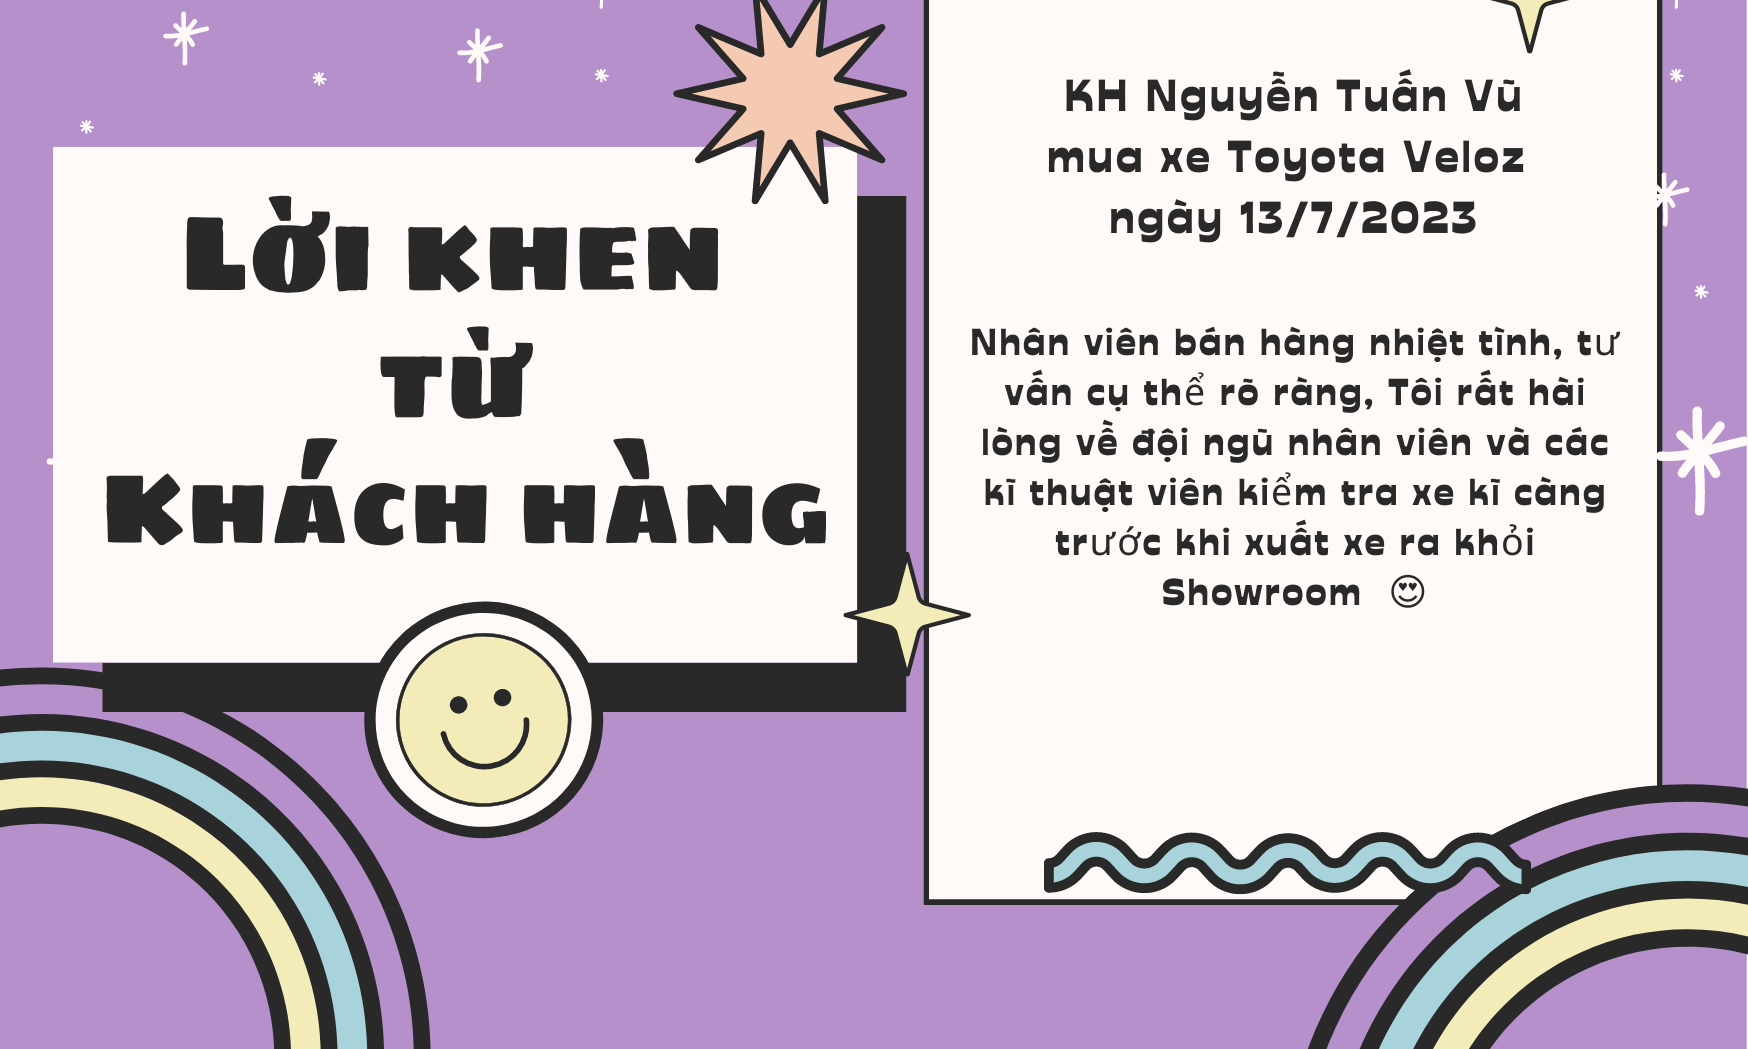 LỜI KHEN
TỪ
KHÁCH HÀNG
KH Nguyễn Tuấn Vũ
mua xe Toyota Veloz
ngày 13/7/2023
Nhân viên bán hàng nhiệt tình, tư
vấn cụ thể rõ ràng, Tôi rất hài
lòng về đội ngũ nhân viên và các
kĩ thuật viên kiểm tra xe kĩ càng
trước khi xuất xe ra khỏi
Showroom 😍